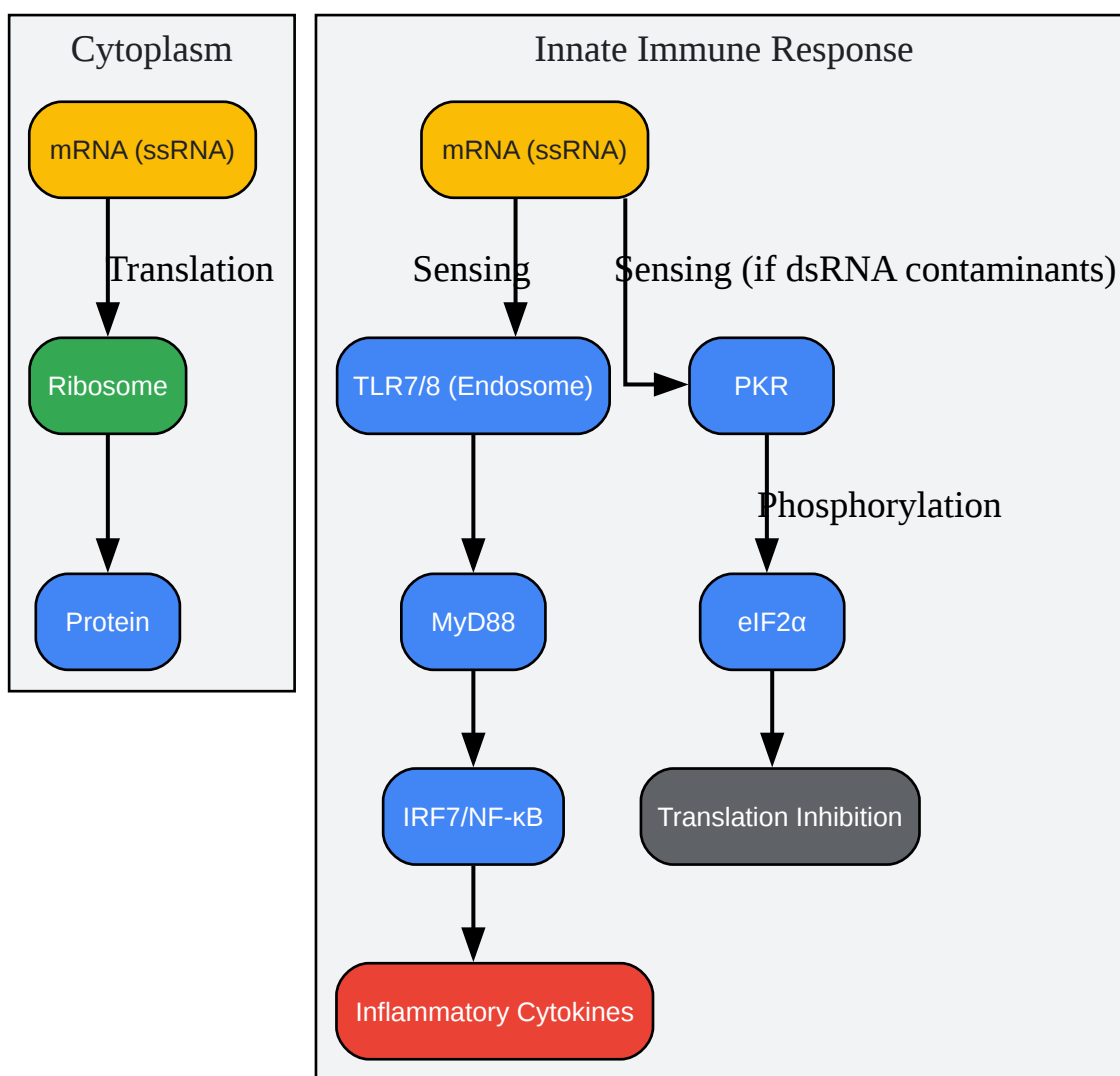 Cytoplasm
mRNA (ssRNA)
Translation
Ribosome
Protein
Innate Immune Response
mRNA (ssRNA)
Sensing
Sensing (if dsRNA contaminants)
TLR7/8 (Endosome)
PKR
Phosphorylation
MyD88
eIF2α
IRF7/NF-κB
Translation Inhibition
Inflammatory Cytokines